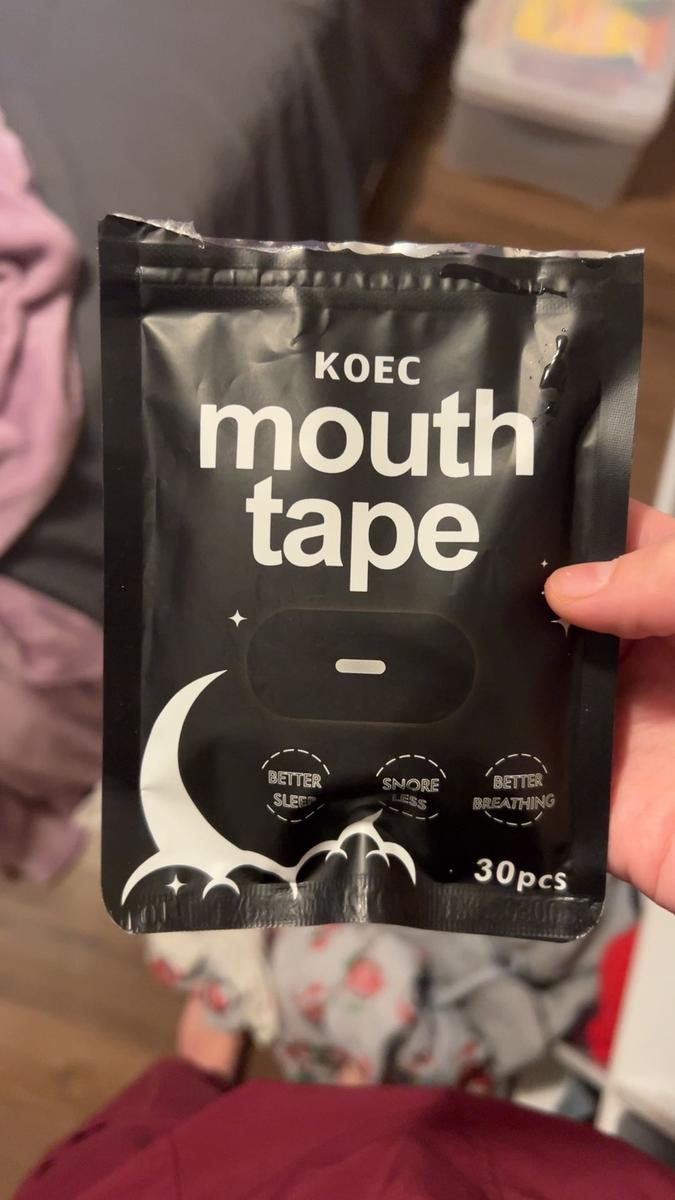 KOEC
mouth
tape
BETTER
SLEEP
SNORE
LESS
BETTER
BREATHING
30pcs